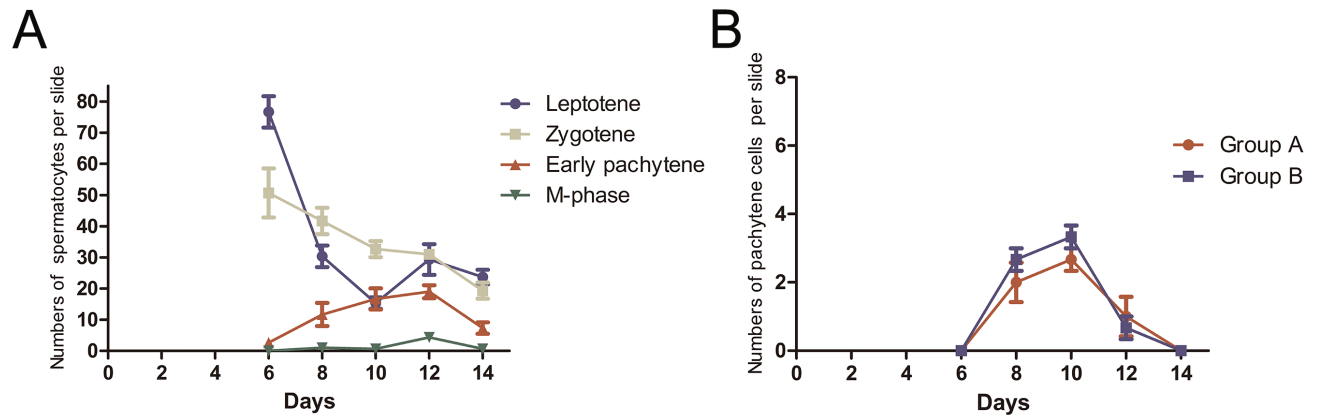 A
Numbers of spermatocytes per slide
80
70
60
50
40
30
20
10
0
0 2 4 6 8 10 12 14
Days
Leptotene
Zygotene
Early pachytene
M-phase
B
Numbers of pachytene cells per slide
8
6
4
2
0
0 2 4 6 8 10 12 14
Days
Group A
Group B